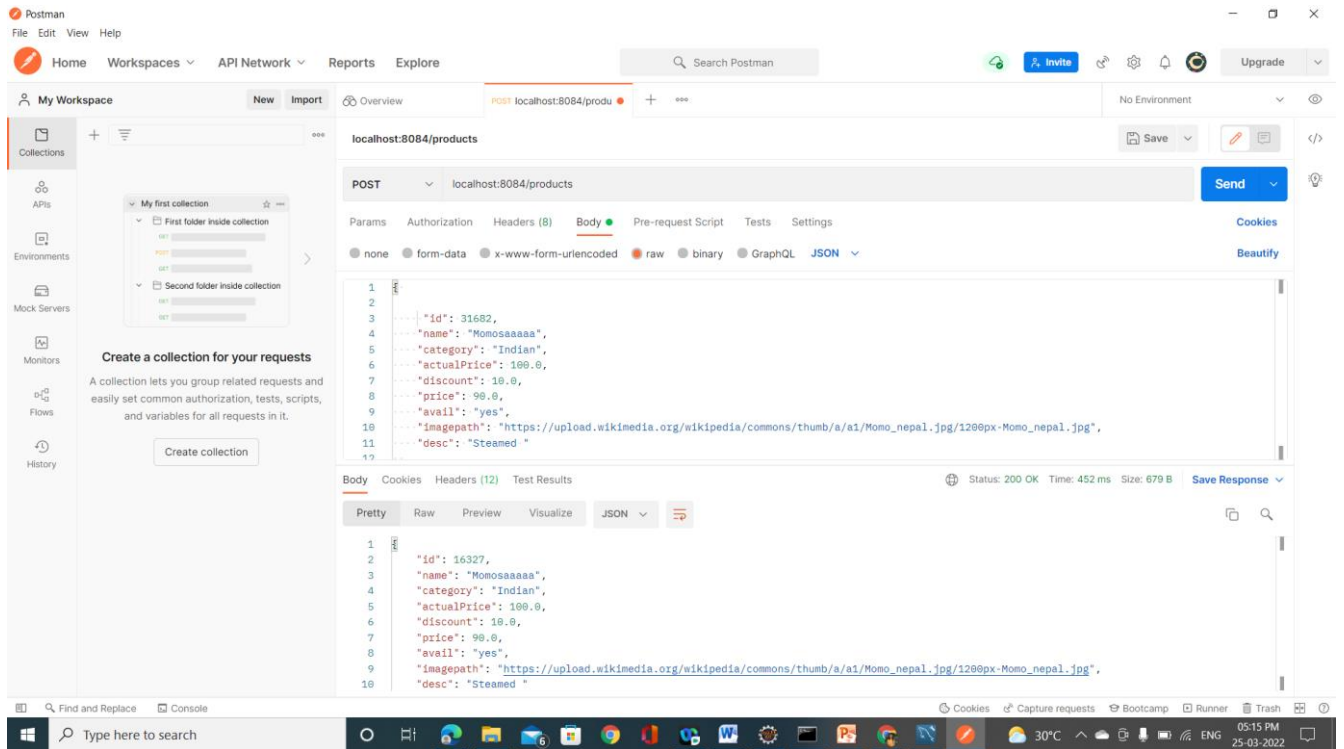 Postman
File Edit View Help
Home Workspaces API Network Reports Explore Search Postman Invite Upgrade
My Workspace New Import Overview POST localhost:8084/produ No Environment
Collections
APIs
Environments
Mock Servers
Monitors
Flows
History
My first collection
First folder inside collection
GET
POST
GET
Second folder inside collection
GET
GET
Create a collection for your requests
A collection lets you group related requests and
easily set common authorization, tests, scripts,
and variables for all requests in it.
Create collection
localhost:8084/products Save
POST localhost:8084/products Send
Params Authorization Headers (8) Body Pre-request Script Tests Settings Cookies
none form-data x-www-form-urlencoded raw binary GraphQL JSON Beautify
1 {
2
3 "id": 31682,
4 "name": "Momosaaaaa",
5 "category": "Indian",
6 "actualPrice": 100.0,
7 "discount": 10.0,
8 "price": 90.0,
9 "avail": "yes",
10 "imagepath": "https://upload.wikimedia.org/wikipedia/commons/thumb/a/a1/Momo_nepal.jpg/1200px-Momo_nepal.jpg",
11 "desc": "Steamed "
12
Body Cookies Headers (12) Test Results Status: 200 OK Time: 452 ms Size: 679 B Save Response
Pretty Raw Preview Visualize JSON
1 {
2 "id": 16327,
3 "name": "Momosaaaaa",
4 "category": "Indian",
5 "actualPrice": 100.0,
6 "discount": 10.0,
7 "price": 90.0,
8 "avail": "yes",
9 "imagepath": "https://upload.wikimedia.org/wikipedia/commons/thumb/a/a1/Momo_nepal.jpg/1200px-Momo_nepal.jpg",
10 "desc": "Steamed "
Find and Replace Console Cookies Capture requests Bootcamp Runner Trash
Type here to search 30°C ENG 05:15 PM
25-03-2022